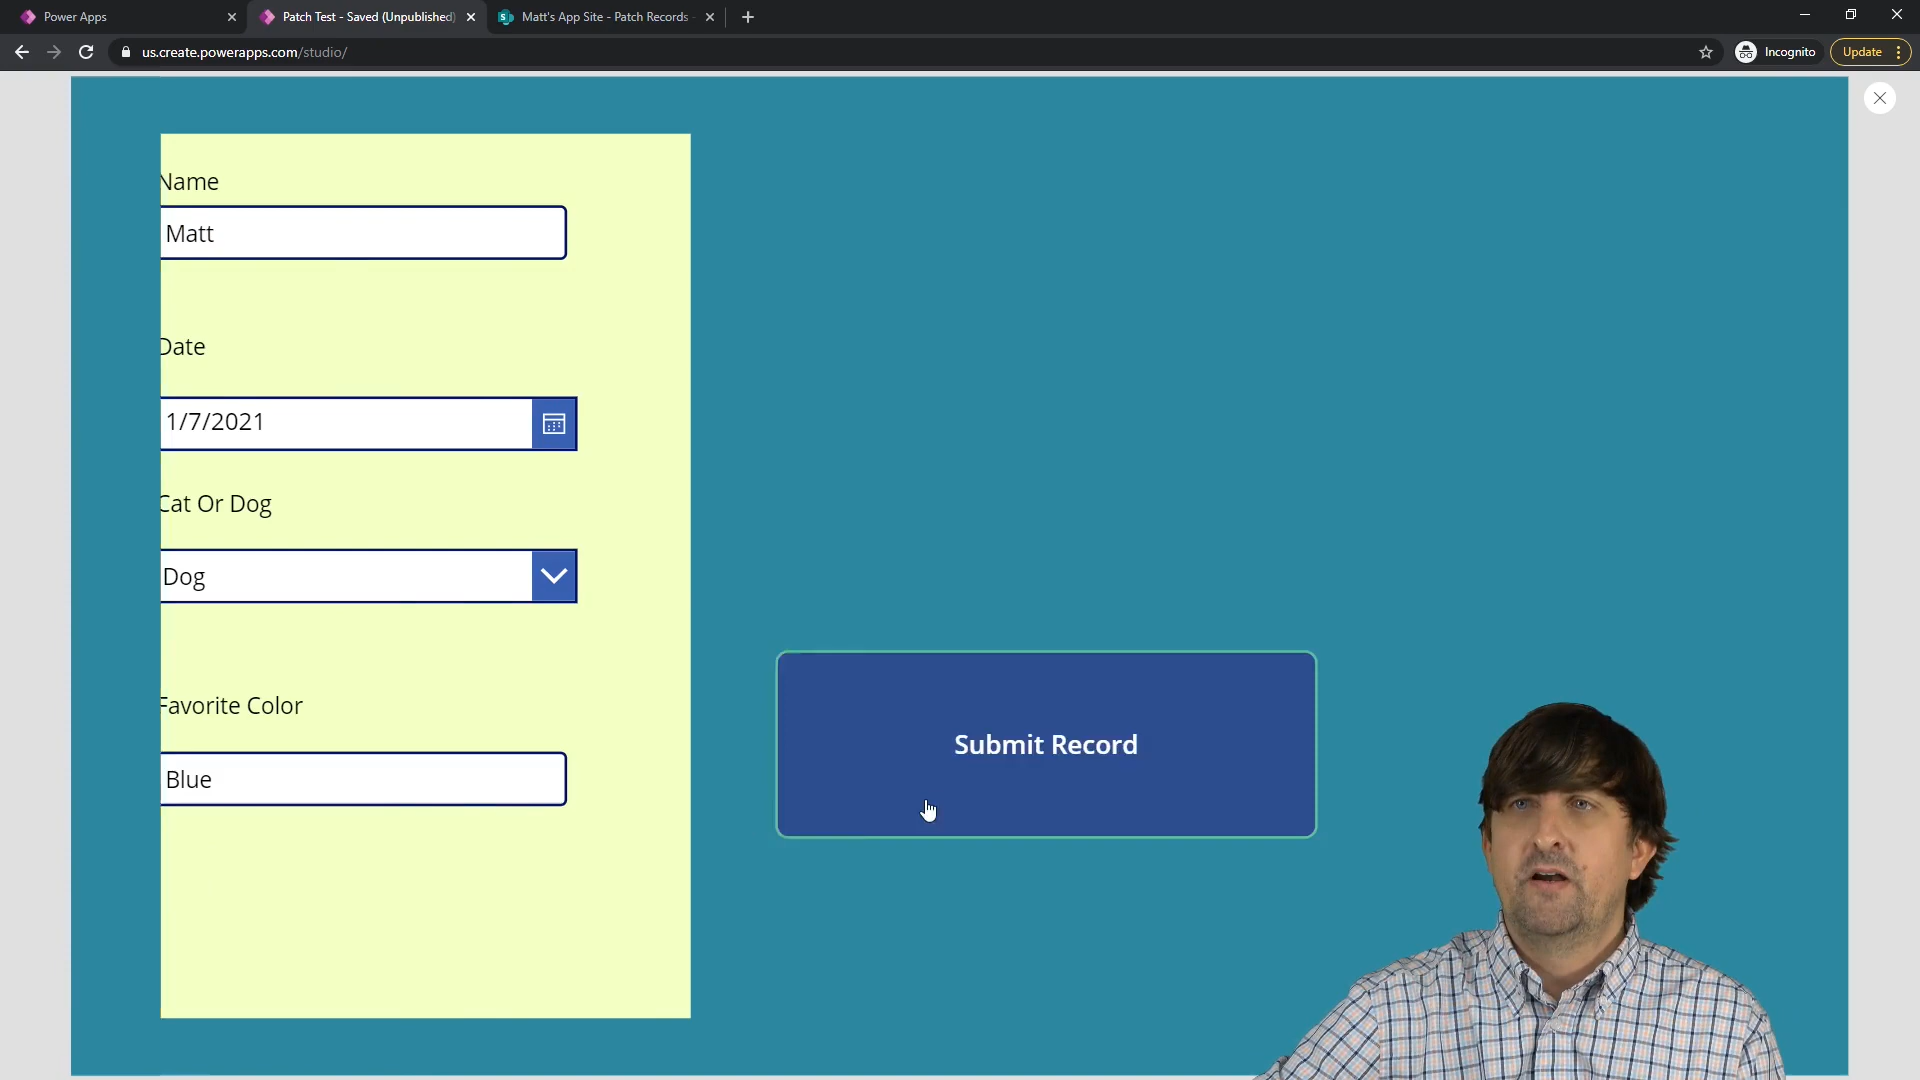 Power Apps
Patch Test - Saved (Unpublished)
Matt's App Site - Patch Records -
us.create.powerapps.com/studio/
Incognito
Update
Name
Matt
Date
1/7/2021
Cat Or Dog
Dog
Favorite Color
Blue
Submit Record